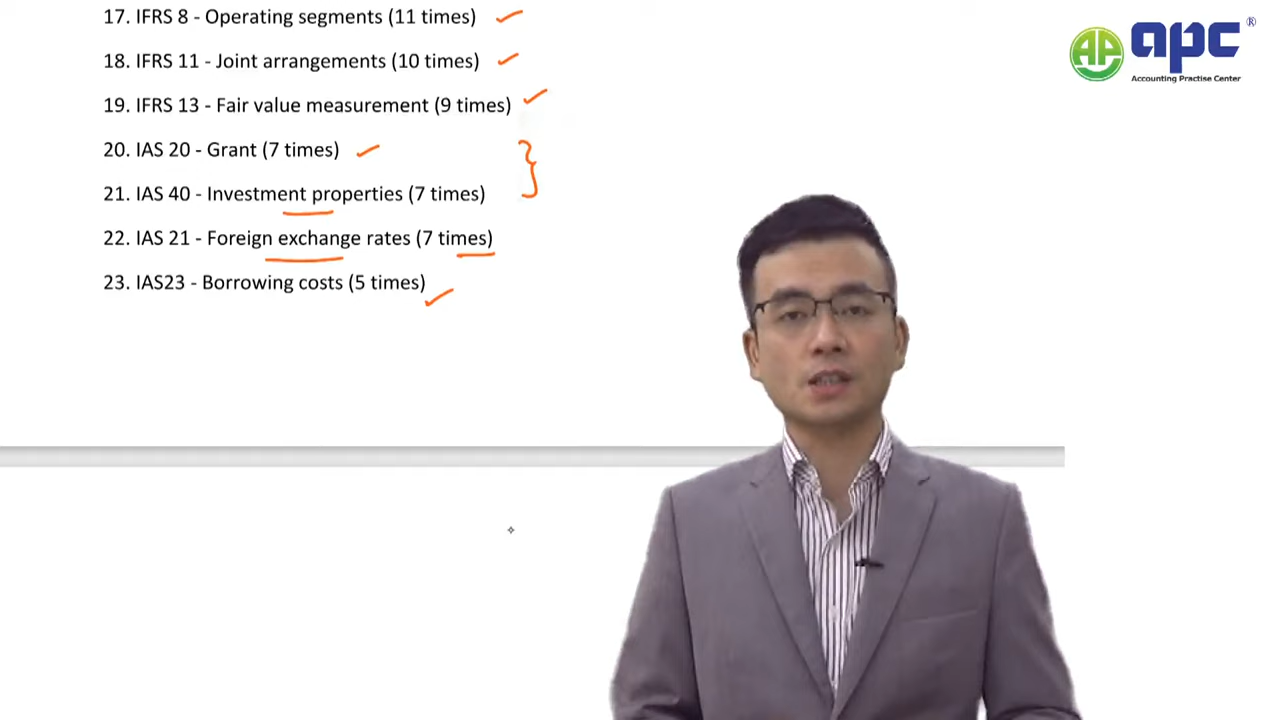 17. IFRS 8 - Operating segments (11 times)
18. IFRS 11 - Joint arrangements (10 times)
19. IFRS 13 - Fair value measurement (9 times)
20. IAS 20 - Grant (7 times)
21. IAS 40 - Investment properties (7 times)
22. IAS 21 - Foreign exchange rates (7 times)
23. IAS23 - Borrowing costs (5 times)
AP apc ®
Accounting Practise Center